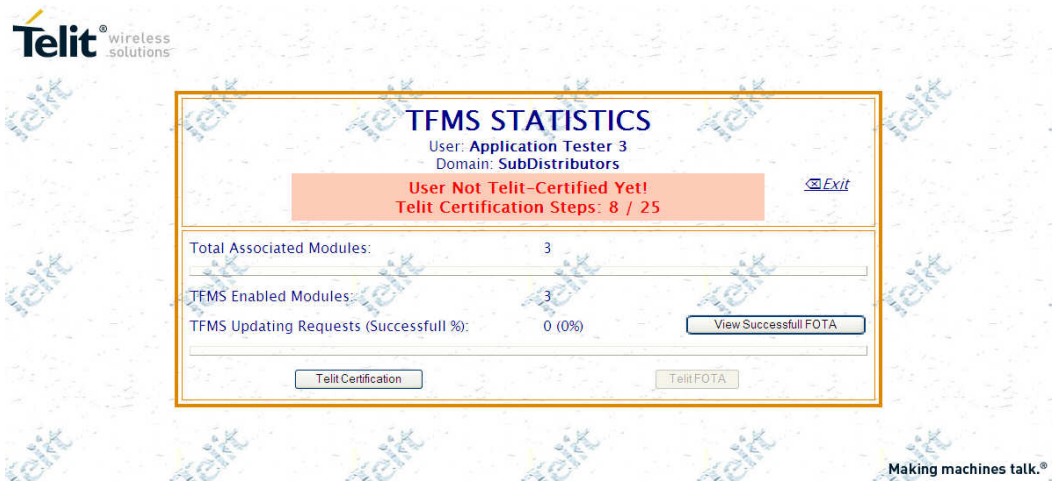 Telit® wireless
solutions
TFMS STATISTICS
User: Application Tester 3
Domain: SubDistributors
User Not Telit-Certified Yet!
Telit Certification Steps: 8 / 25
Exit
Total Associated Modules: 3
TFMS Enabled Modules: 3
TFMS Updating Requests (Successfull %): 0 (0%) View Successfull FOTA
Telit Certification Telit FOTA
Making machines talk.®